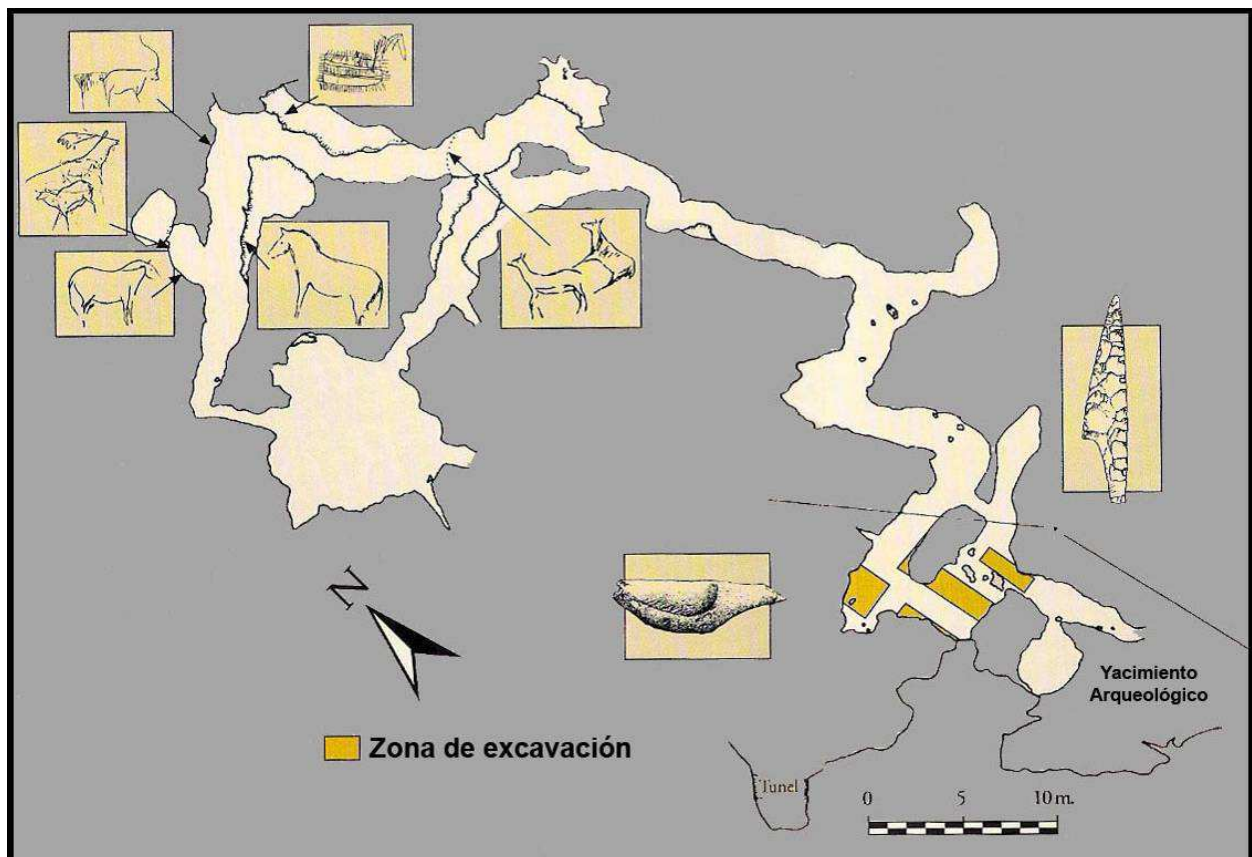 N
Zona de excavación
Yacimiento
Arqueológico
Tunel
0 5 10 m.